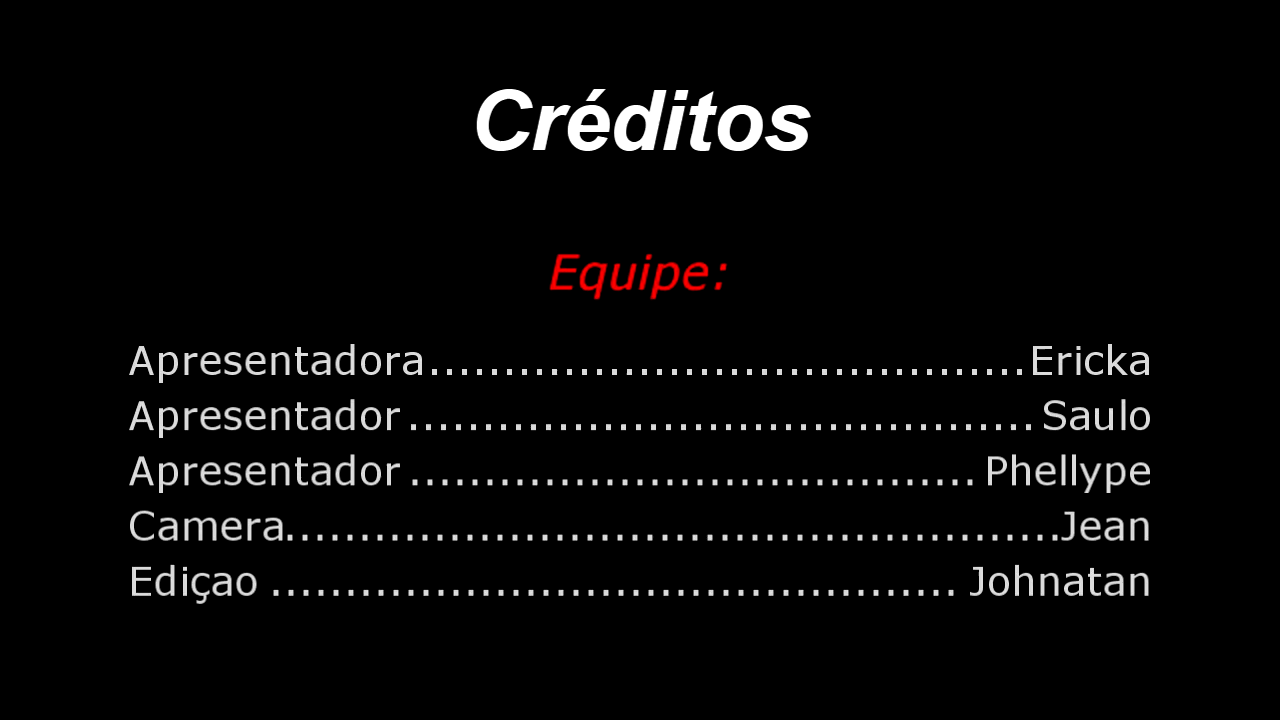 Créditos
Equipe:
Apresentadora........................................Ericka
Apresentador .......................................... Saulo
Apresentador ...................................... Phellype
Camera....................................................Jean
Ediçao .............................................. Johnatan